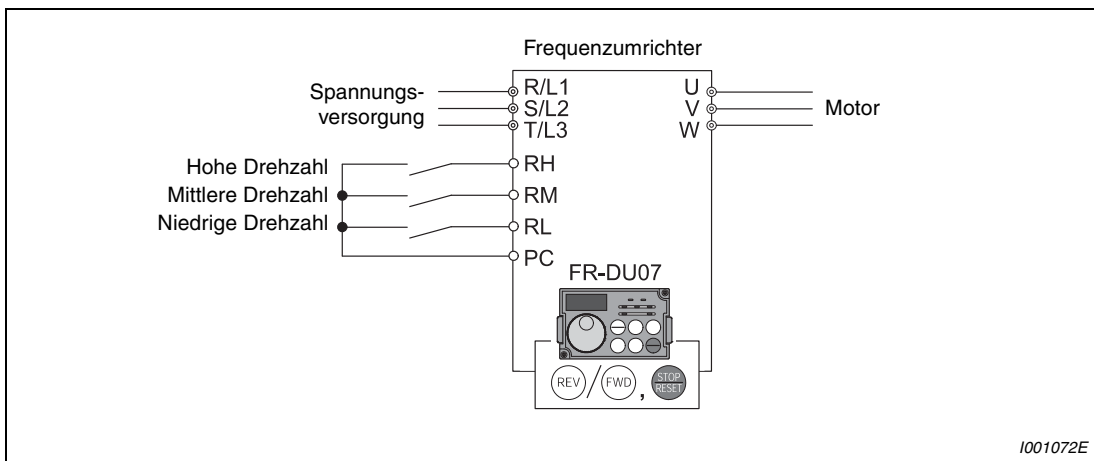 Frequenzumrichter
Spannungs-
versorgung
R/L1
S/L2
T/L3
U
V
W
Motor
Hohe Drehzahl
RH
Mittlere Drehzahl
RM
Niedrige Drehzahl
RL
PC
FR-DU07
REV / FWD , STOP
RESET
I001072E